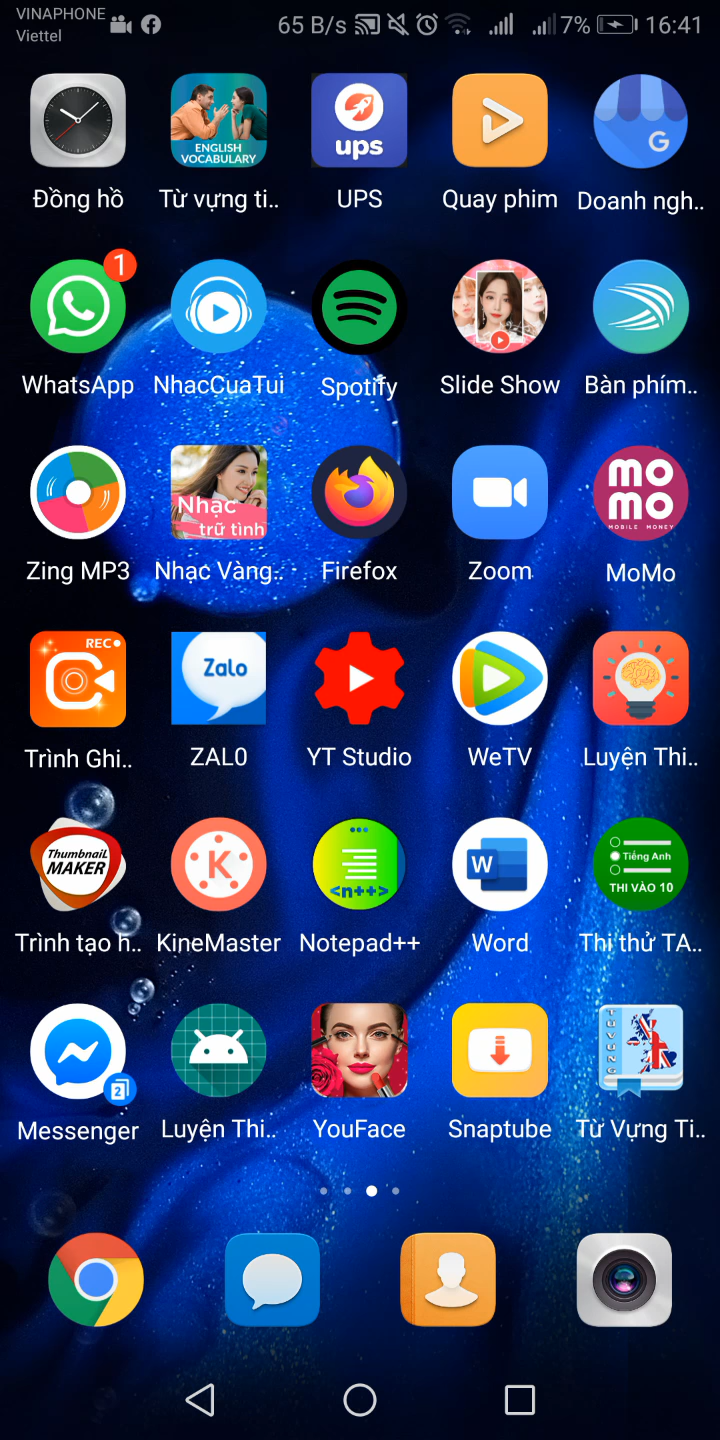 VINAPHONE
Viettel
65 B/s
7%
16:41
ENGLISH
VOCABULARY
ups
G
Đồng hồ
Từ vựng ti..
UPS
Quay phim
Doanh ngh..
1
WhatsApp
NhacCuaTui
Spotify
Slide Show
Bàn phím..
Nhạc
trữ tình
mo
mo
MOBILE MONEY
Zing MP3
Nhạc Vàng..
Firefox
Zoom
MoMo
REC
Zalo
Trình Ghi..
ZAL0
YT Studio
WeTV
Luyện Thi..
Thumbnail
MAKER
K
<n++>
W
Tiếng Anh
THI VÀO 10
Trình tạo h..
KineMaster
Notepad++
Word
Thi thử TA..
2
TỪ VỰNG
Messenger
Luyện Thi..
YouFace
Snaptube
Từ Vựng Ti..